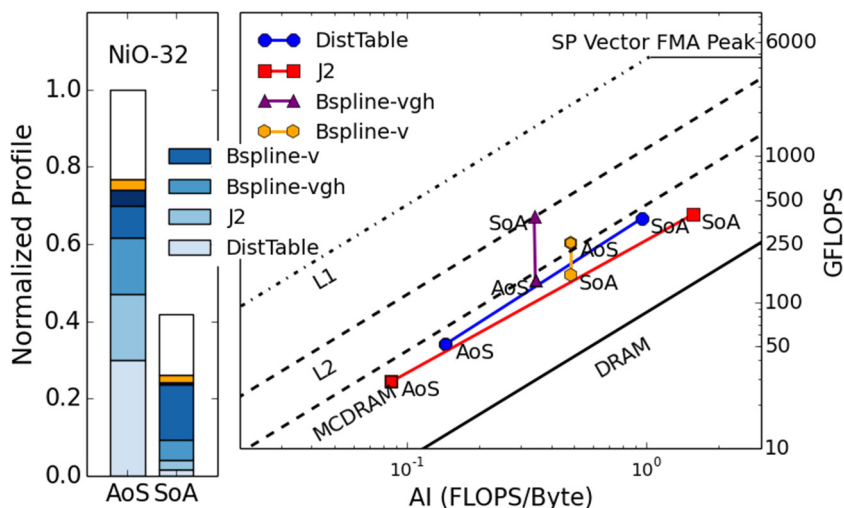 NiO-32
Normalized Profile
1.0
0.8
0.6
0.4
0.2
0.0
AoS SoA
Bspline-v
Bspline-vgh
J2
DistTable
DistTable
J2
Bspline-vgh
Bspline-v
SP Vector FMA Peak
L1
L2
MCDRAM
DRAM
SoA
AoS
AoS
SoA
SoA
SoA
AoS
AoS
6000
1000
500
250
100
50
10
GFLOPS
10⁻¹
10⁰
AI (FLOPS/Byte)